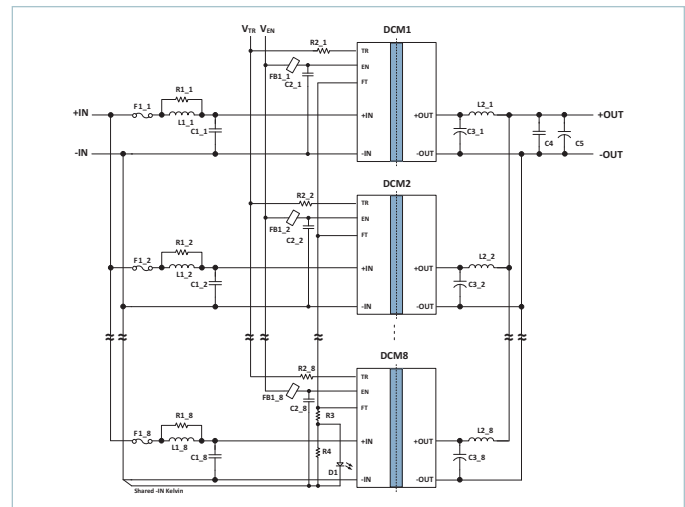 V_TR V_EN
DCM1
R2_1
TR
EN
FB1_1
C2_1
FT
R1_1
+IN
F1_1
L1_1
C1_1
+IN
+OUT
L2_1
+OUT
C3_1
C4
C5
-IN
-IN
-OUT
-OUT
DCM2
R2_2
TR
EN
FB1_2
C2_2
FT
R1_2
F1_2
L1_2
C1_2
+IN
+OUT
L2_2
C3_2
-IN
-OUT
DCM8
R2_8
TR
EN
FB1_8
C2_8
FT
R3
R1_8
F1_8
L1_8
C1_8
+IN
+OUT
L2_8
C3_8
R4
D1
-IN
-OUT
Shared -IN Kelvin